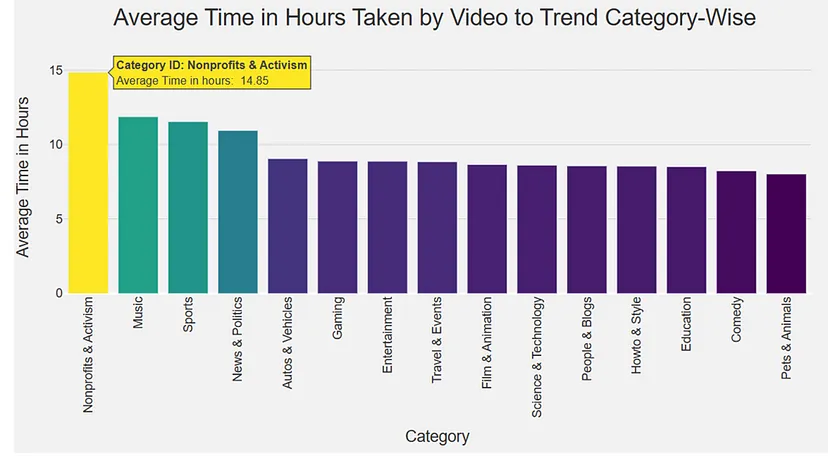 Average Time in Hours Taken by Video to Trend Category-Wise
Category ID: Nonprofits & Activism
Average Time in hours:  14.85
15
10
5
0
Average Time in Hours
Nonprofits & Activism
Music
Sports
News & Politics
Autos & Vehicles
Gaming
Entertainment
Travel & Events
Film & Animation
Science & Technology
People & Blogs
Howto & Style
Education
Comedy
Pets & Animals
Category